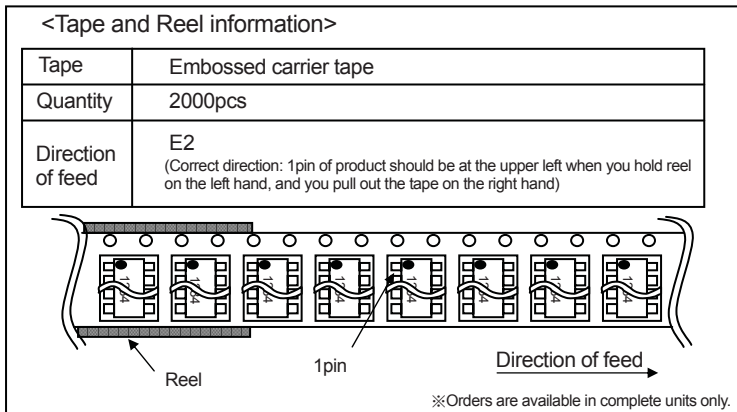 <Tape and Reel information>
Tape Embossed carrier tape
Quantity 2000pcs
Direction of feed E2
(Correct direction: 1pin of product should be at the upper left when you hold reel
on the left hand, and you pull out the tape on the right hand)
Reel 1pin Direction of feed
※Orders are available in complete units only.